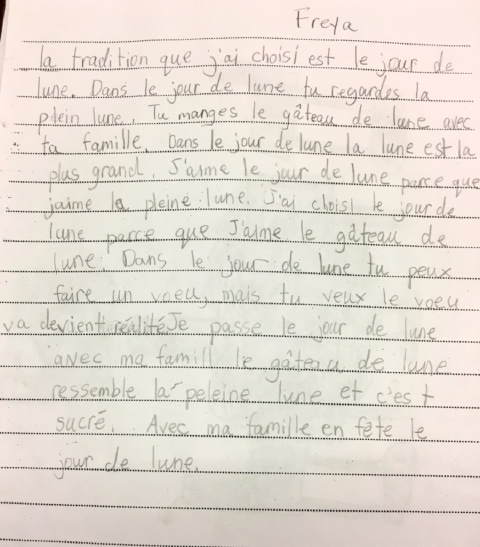 Freya
la tradition que j'ai choisi est le jour de
lune. Dans le jour de lune tu regardes la
plein lune. Tu manges le gâteau de lune avec
ta famille. Dans le jour de lune la lune est la
plus grand. J'aime le jour de lune parce que
jaime la pleine lune. J'ai choisi le jour de
lune parce que J'aime le gâteau de
lune. Dans le jour de lune tu peux
faire un voeu, mais tu veux le voeu
va devient réalité Je passe le jour de lune
avec ma famill le gâteau de lune
ressemble la peleine lune et c'est
sucré. Avec ma famille en fête le
jour de lune.